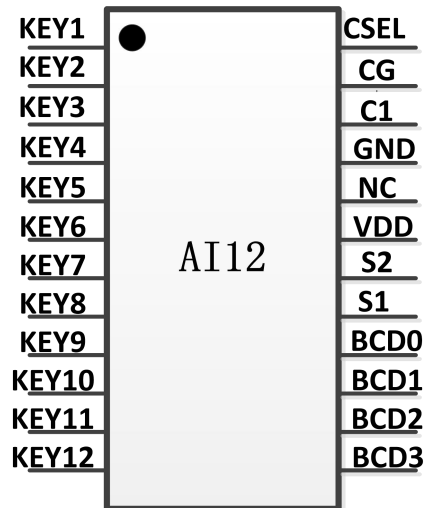 KEY1 CSEL
KEY2 CG
KEY3 C1
KEY4 GND
KEY5 NC
KEY6 VDD
AI12
KEY7 S2
KEY8 S1
KEY9 BCD0
KEY10 BCD1
KEY11 BCD2
KEY12 BCD3